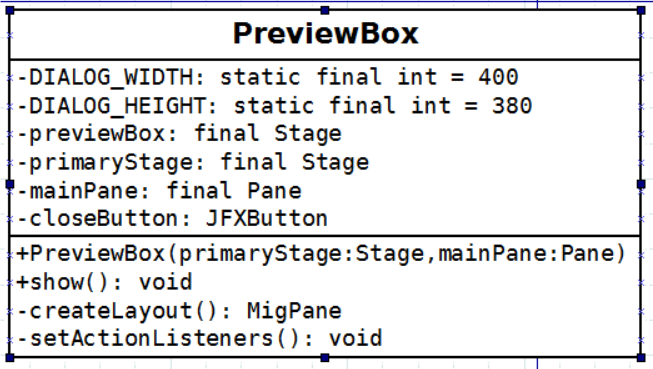 PreviewBox
-DIALOG_WIDTH: static final int = 400
-DIALOG_HEIGHT: static final int = 380
-previewBox: final Stage
-primaryStage: final Stage
-mainPane: final Pane
-closeButton: JFXButton
+PreviewBox(primaryStage:Stage,mainPane:Pane)
+show(): void
-createLayout(): MigPane
-setActionListeners(): void